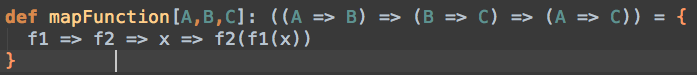 def mapFunction[A,B,C]: ((A => B) => (B => C) => (A => C)) = {
  f1 => f2 => x => f2(f1(x))
}